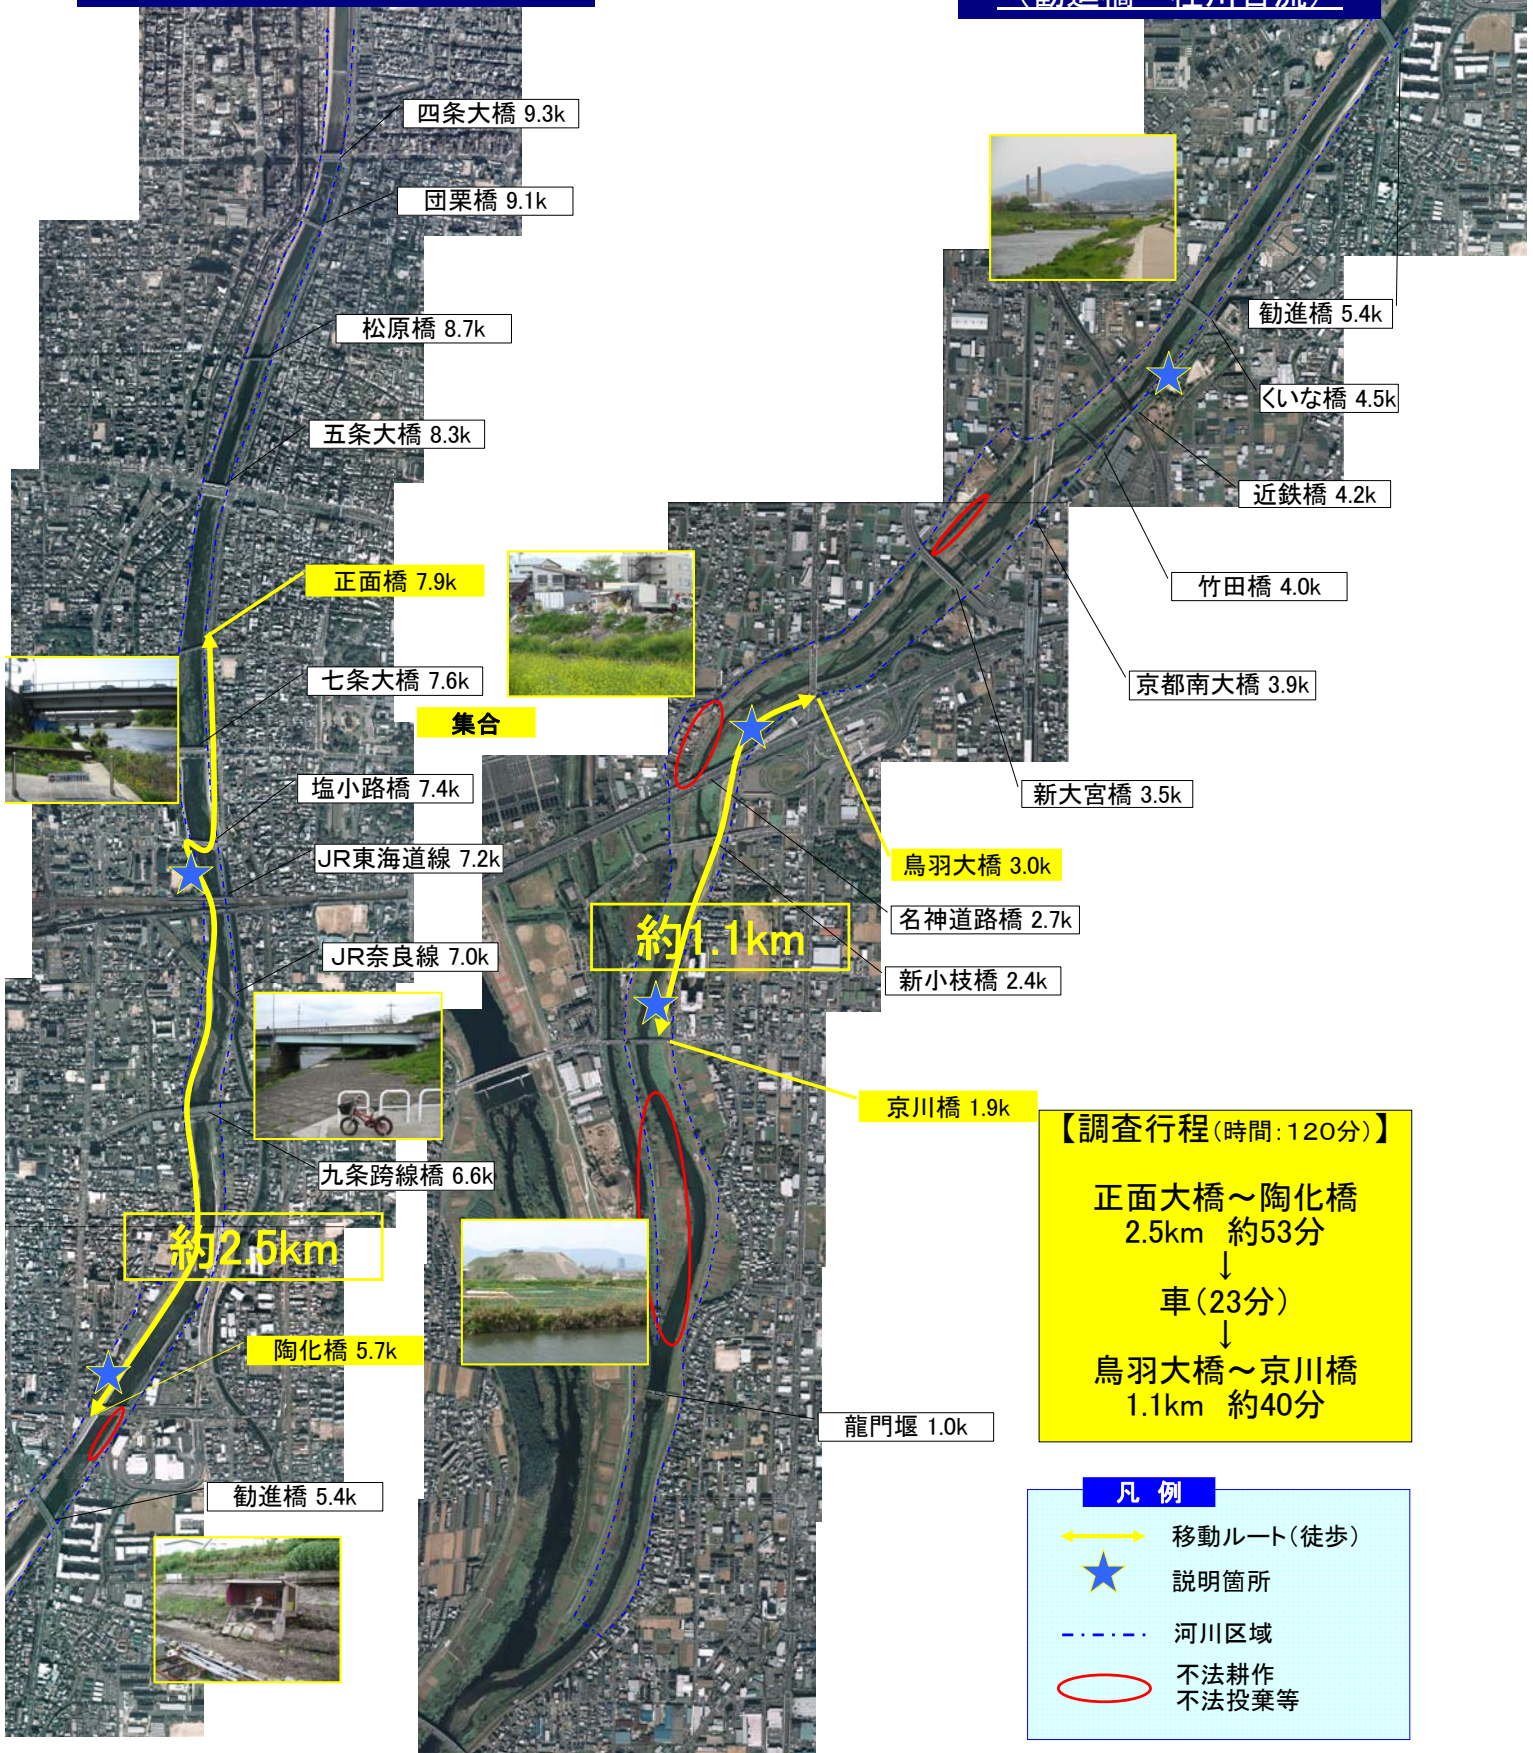 四条大橋 9.3k
団栗橋 9.1k
松原橋 8.7k
五条大橋 8.3k
正面橋 7.9k
七条大橋 7.6k
集合
塩小路橋 7.4k
JR東海道線 7.2k
JR奈良線 7.0k
九条跨線橋 6.6k
約2.5km
陶化橋 5.7k
勧進橋 5.4k
勧進橋 5.4k
くいな橋 4.5k
近鉄橋 4.2k
竹田橋 4.0k
京都南大橋 3.9k
新大宮橋 3.5k
鳥羽大橋 3.0k
名神道路橋 2.7k
新小枝橋 2.4k
約1.1km
京川橋 1.9k
龍門堰 1.0k
【調査行程(時間:120分)】
正面大橋～陶化橋
2.5km 約53分
↓
車(23分)
↓
鳥羽大橋～京川橋
1.1km 約40分
凡 例
移動ルート(徒歩)
説明箇所
河川区域
不法耕作
不法投棄等